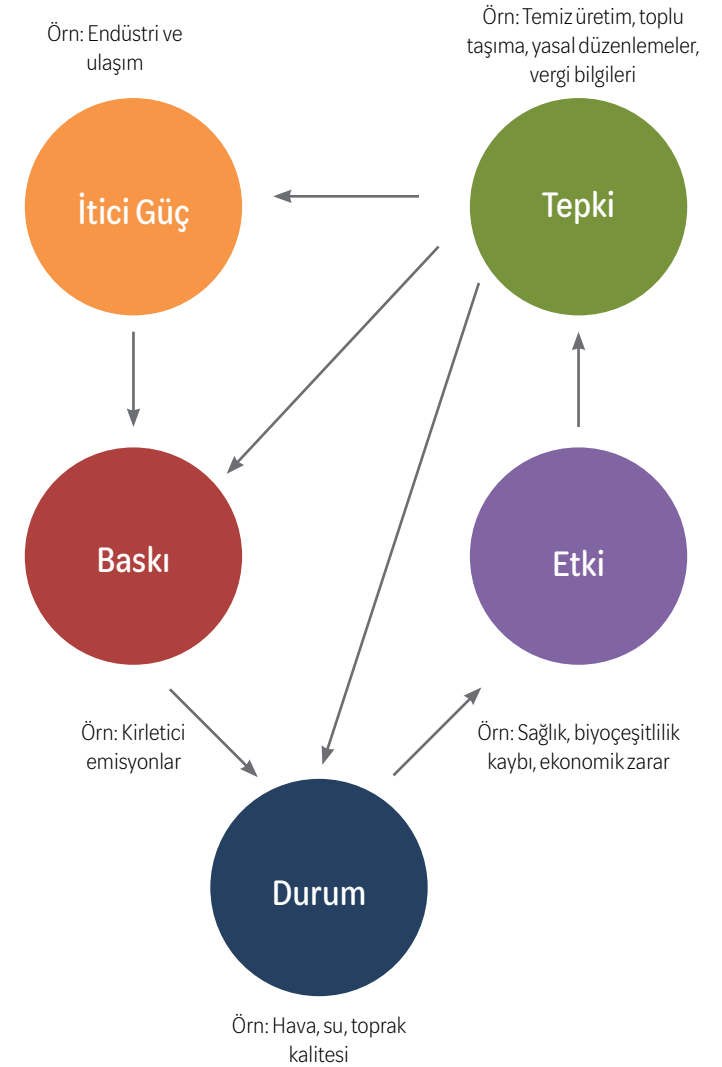 Örn: Endüstri ve
ulaşım
Örn: Temiz üretim, toplu
taşıma, yasal düzenlemeler,
vergi bilgileri
İtici Güç
Tepki
Baskı
Etki
Örn: Kirletici
emisyonlar
Örn: Sağlık, biyoçeşitlilik
kaybı, ekonomik zarar
Durum
Örn: Hava, su, toprak
kalitesi